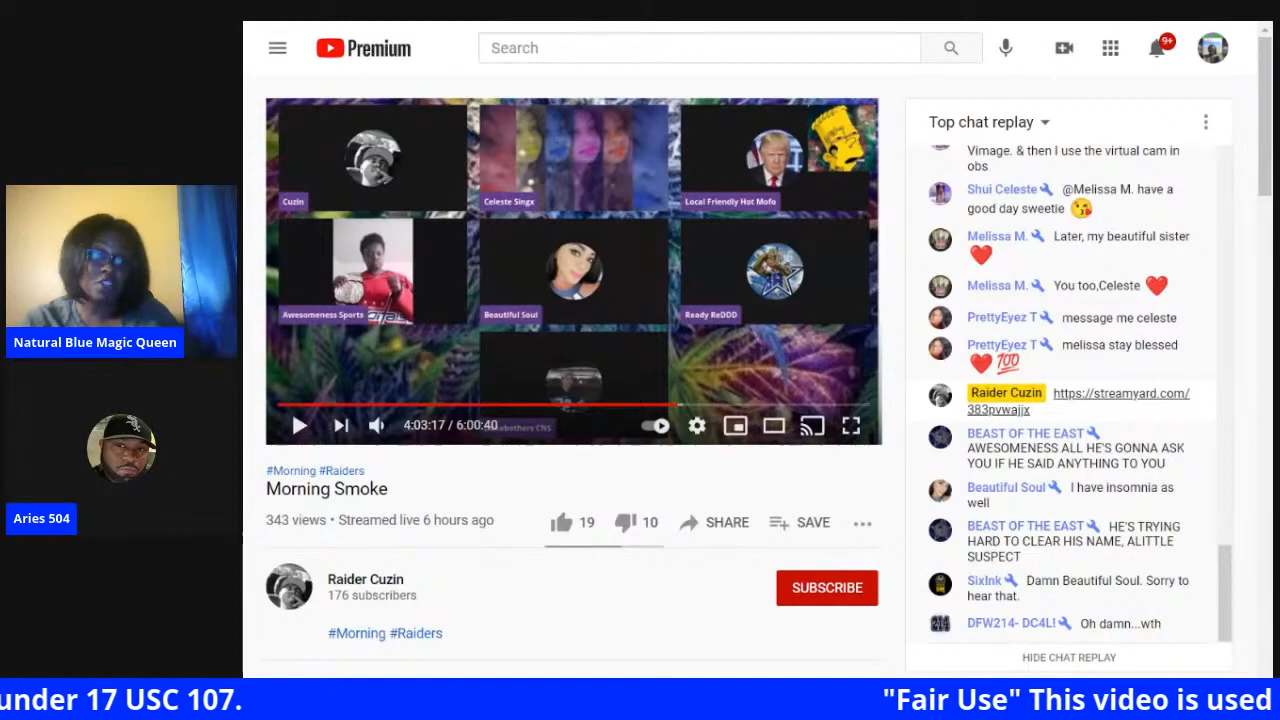 Premium
Search
9+
Cuzin
Celeste Singx
Local Friendly Hot Mofo
Awesomeness Sports
Beautiful Soul
Ready ReDDD
4:03:17 / 6:00:40
#Morning #Raiders
Morning Smoke
343 views • Streamed live 6 hours ago
19
10
SHARE
SAVE
Raider Cuzin
176 subscribers
SUBSCRIBE
#Morning #Raiders
Top chat replay
Vimage. & then I use the virtual cam in
obs
Shui Celeste @Melissa M. have a
good day sweetie 😘
Melissa M. Later, my beautiful sister
❤️
Melissa M. You too,Celeste ❤️
PrettyEyez T message me celeste
PrettyEyez T melissa stay blessed
❤️💯
Raider Cuzin https://streamyard.com/
383pvwajjx
BEAST OF THE EAST
AWESOMENESS ALL HE'S GONNA ASK
YOU IF HE SAID ANYTHING TO YOU
Beautiful Soul I have insomnia as
well
BEAST OF THE EAST HE'S TRYING
HARD TO CLEAR HIS NAME, ALITTLE
SUSPECT
SixInk Damn Beautiful Soul. Sorry to
hear that.
DFW214- DC4L! Oh damn...wth
HIDE CHAT REPLAY
Natural Blue Magic Queen
Aries 504
under 17 USC 107.
"Fair Use" This video is used